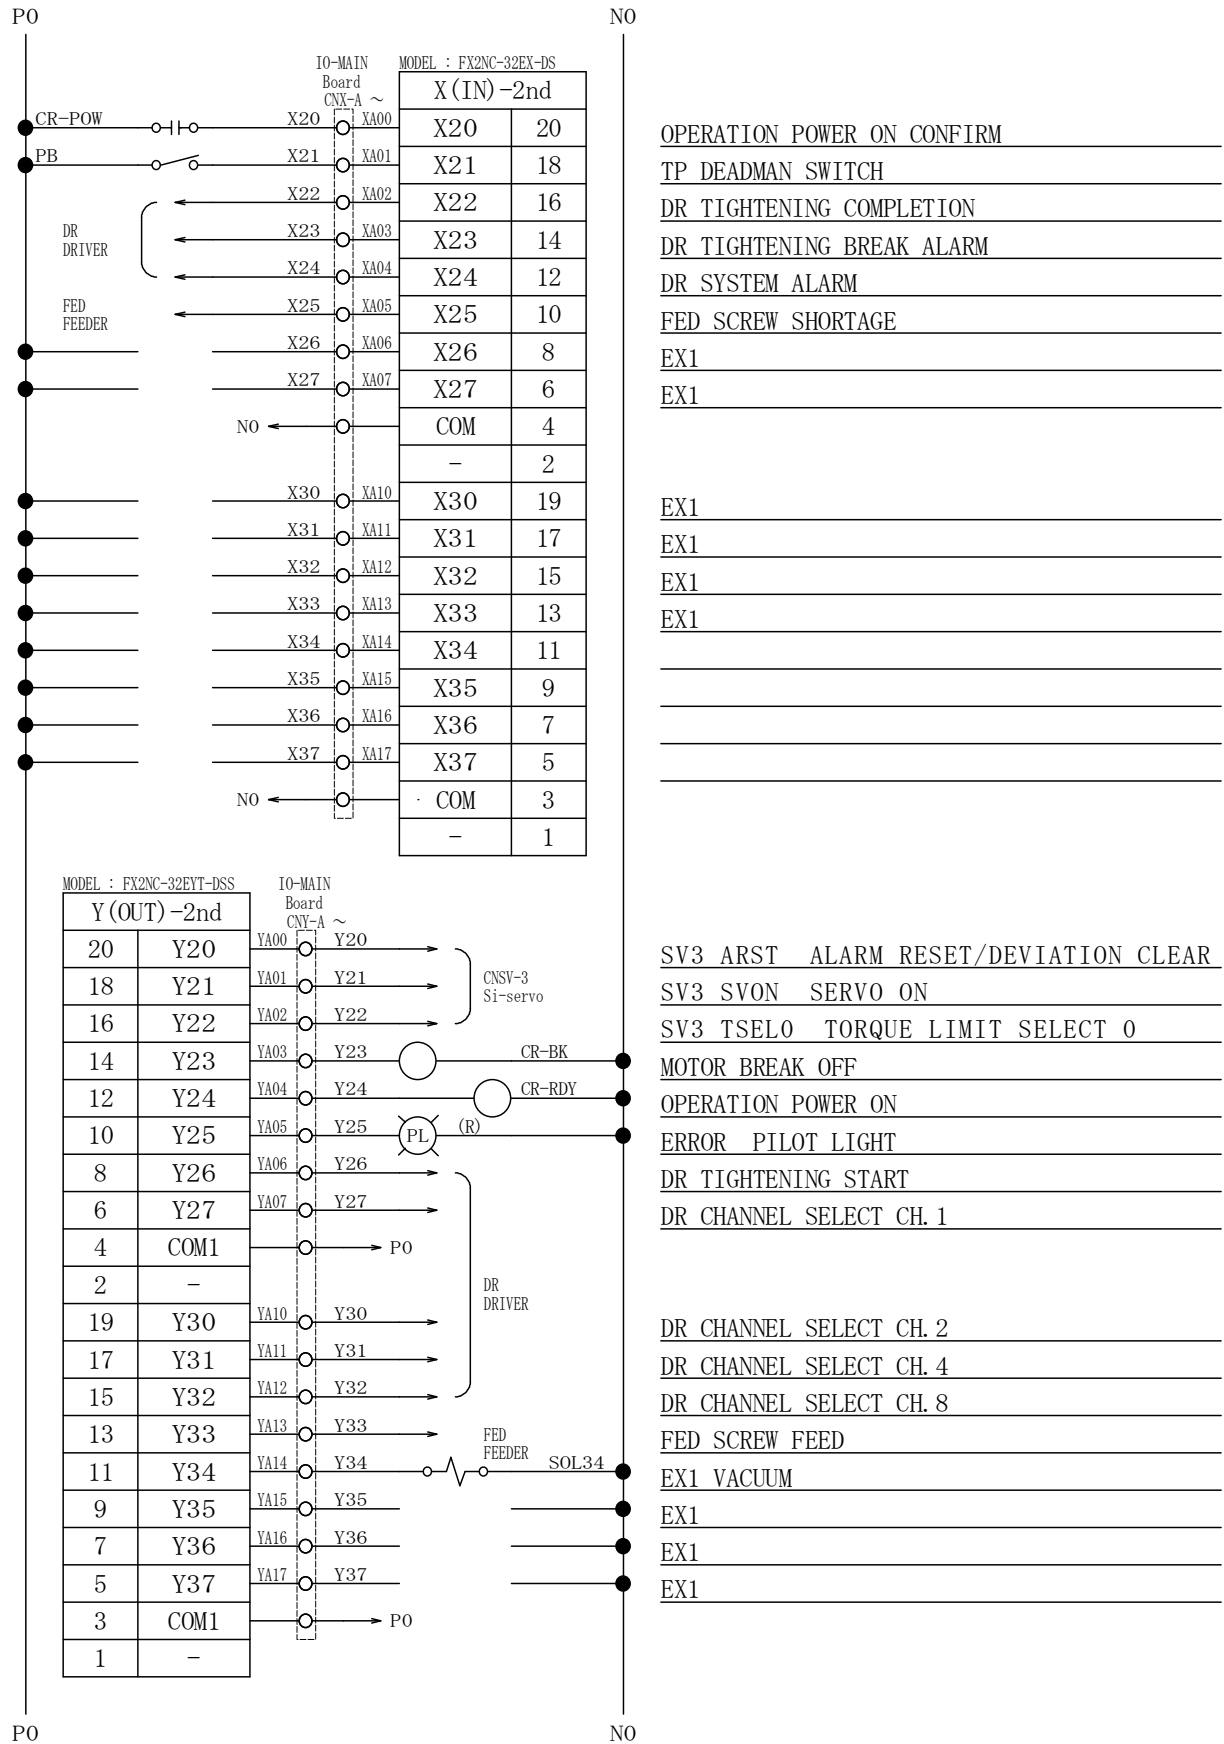 P0 N0
IO-MAIN MODEL : FX2NC-32EX-DS
Board X(IN)-2nd
CNX-A ~
CR-POW X20 XA00 X20 20 OPERATION POWER ON CONFIRM
PB X21 XA01 X21 18 TP DEADMAN SWITCH
X22 XA02 X22 16 DR TIGHTENING COMPLETION
DR X23 XA03 X23 14 DR TIGHTENING BREAK ALARM
DRIVER
X24 XA04 X24 12 DR SYSTEM ALARM
FED X25 XA05 X25 10 FED SCREW SHORTAGE
FEEDER
X26 XA06 X26 8 EX1
X27 XA07 X27 6 EX1
N0 COM 4
- 2
X30 XA10 X30 19 EX1
X31 XA11 X31 17 EX1
X32 XA12 X32 15 EX1
X33 XA13 X33 13 EX1
X34 XA14 X34 11
X35 XA15 X35 9
X36 XA16 X36 7
X37 XA17 X37 5
N0 COM 3
- 1
MODEL : FX2NC-32EYT-DSS IO-MAIN
Y(OUT)-2nd Board
CNY-A ~
20 Y20 YA00 Y20 SV3 ARST ALARM RESET/DEVIATION CLEAR
18 Y21 YA01 Y21 CNSV-3 SV3 SVON SERVO ON
Si-servo
16 Y22 YA02 Y22 SV3 TSEL0 TORQUE LIMIT SELECT 0
14 Y23 YA03 Y23 CR-BK MOTOR BREAK OFF
12 Y24 YA04 Y24 CR-RDY OPERATION POWER ON
10 Y25 YA05 Y25 PL (R) ERROR PILOT LIGHT
8 Y26 YA06 Y26 DR TIGHTENING START
6 Y27 YA07 Y27 DR CHANNEL SELECT CH.1
4 COM1 P0
2 - DR
DRIVER
19 Y30 YA10 Y30 DR CHANNEL SELECT CH.2
17 Y31 YA11 Y31 DR CHANNEL SELECT CH.4
15 Y32 YA12 Y32 DR CHANNEL SELECT CH.8
13 Y33 YA13 Y33 FED FED SCREW FEED
FEEDER
11 Y34 YA14 Y34 SOL34 EX1 VACUUM
9 Y35 YA15 Y35 EX1
7 Y36 YA16 Y36 EX1
5 Y37 YA17 Y37 EX1
3 COM1 P0
1 -
P0 N0